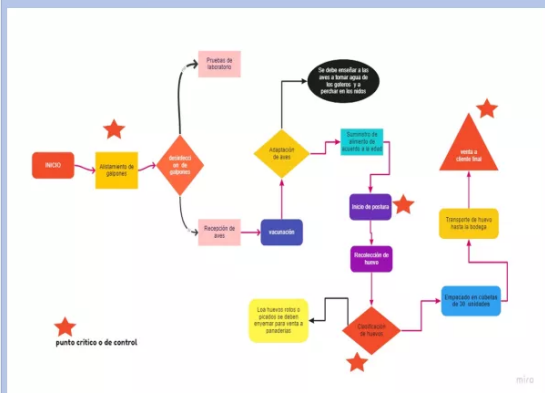 Pruebas de
laboratorio
Se debe enseñar a las
aves a tomar agua de
los goteros y a
perchar en los nidos
INICIO
Alistamiento de
galpones
desinfecci
on de
galpones
Adaptación
de aves
Suministro de
alimento de
acuerdo a la edad
venta a
cliente final
Recepción de
aves
vacunación
Inicio de postura
Transporte de huevo
hasta la bodega
Recolección de
huevo
Los huevos rotos o
picados se deben
envamar para venta a
panaderias
Clasificación
de huevos
Empacado en cubetas
de 30 unidades
punto crítico o de control
miro